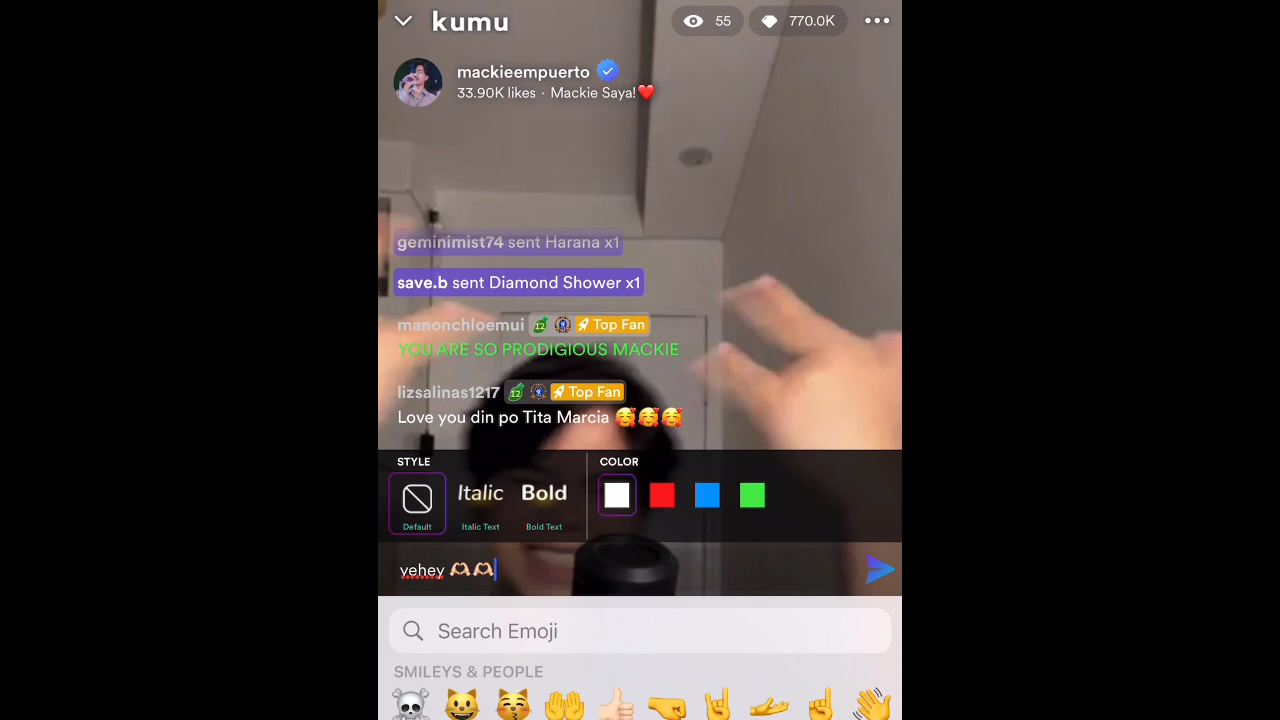 kumu
55
770.0K
mackieempuerto
33.90K likes · Mackie Saya!❤️
geminimist74 sent Harana x1
save.b sent Diamond Shower x1
manonchloemui 12 Top Fan
YOU ARE SO PRODIGIOUS MACKIE
lizsalinas1217 12 Top Fan
Love you din po Tita Marcia 🥰🥰🥰
STYLE
COLOR
Italic
Bold
Default
Italic Text
Bold Text
yehey 🫶🏻🫶🏻
Search Emoji
SMILEYS & PEOPLE